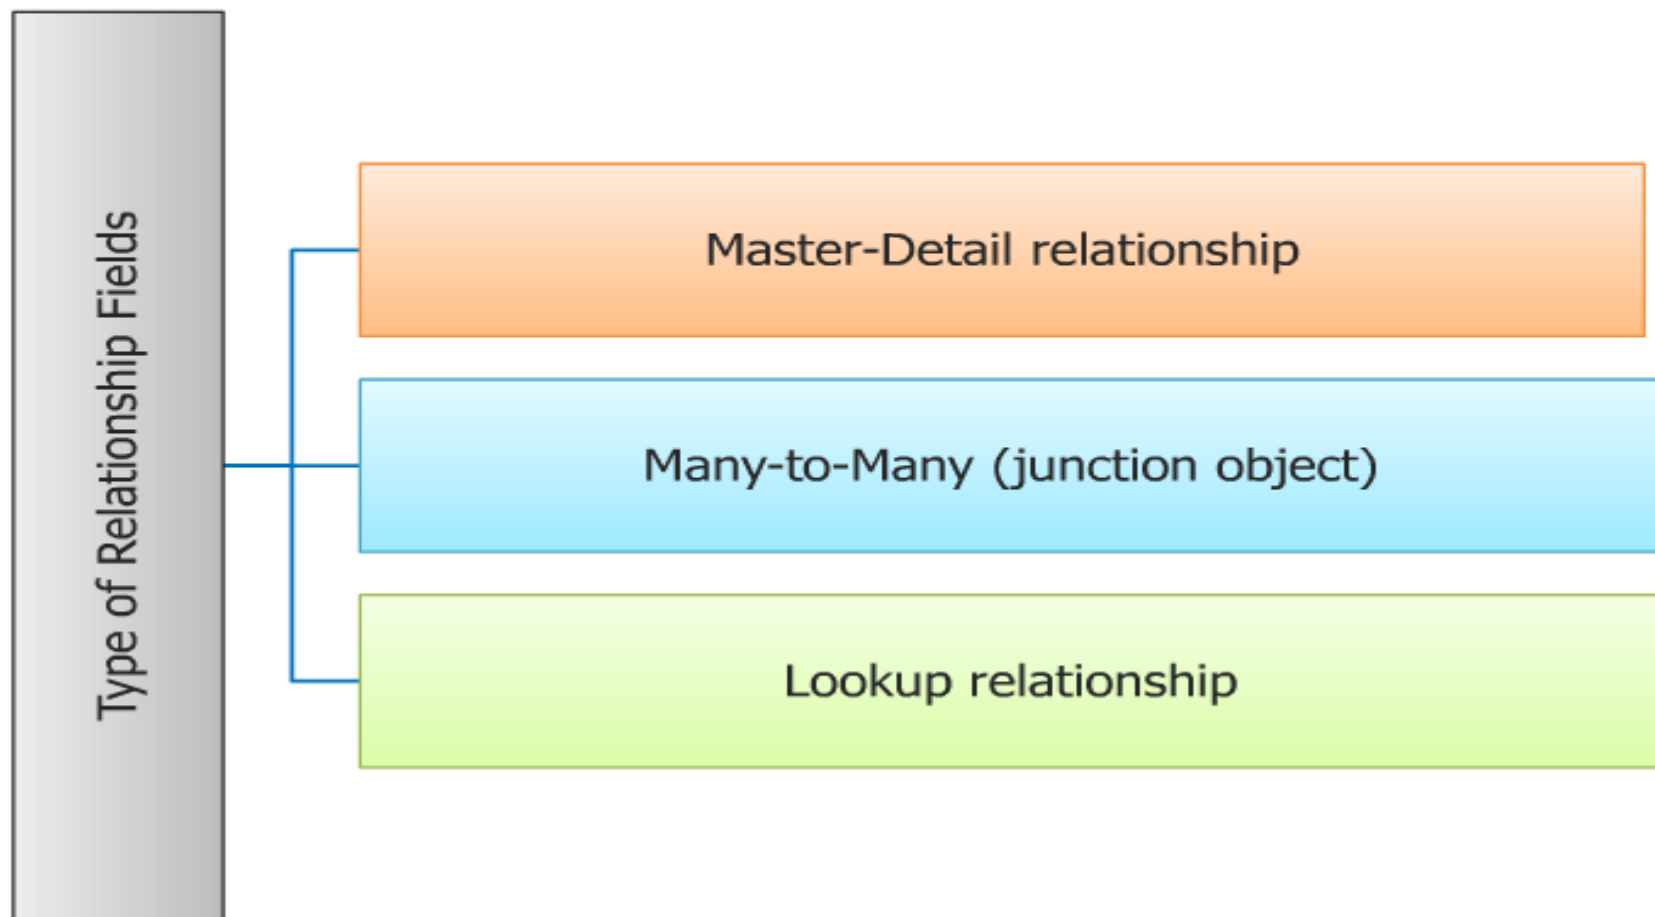 Type of Relationship Fields
Master-Detail relationship
Many-to-Many (junction object)
Lookup relationship